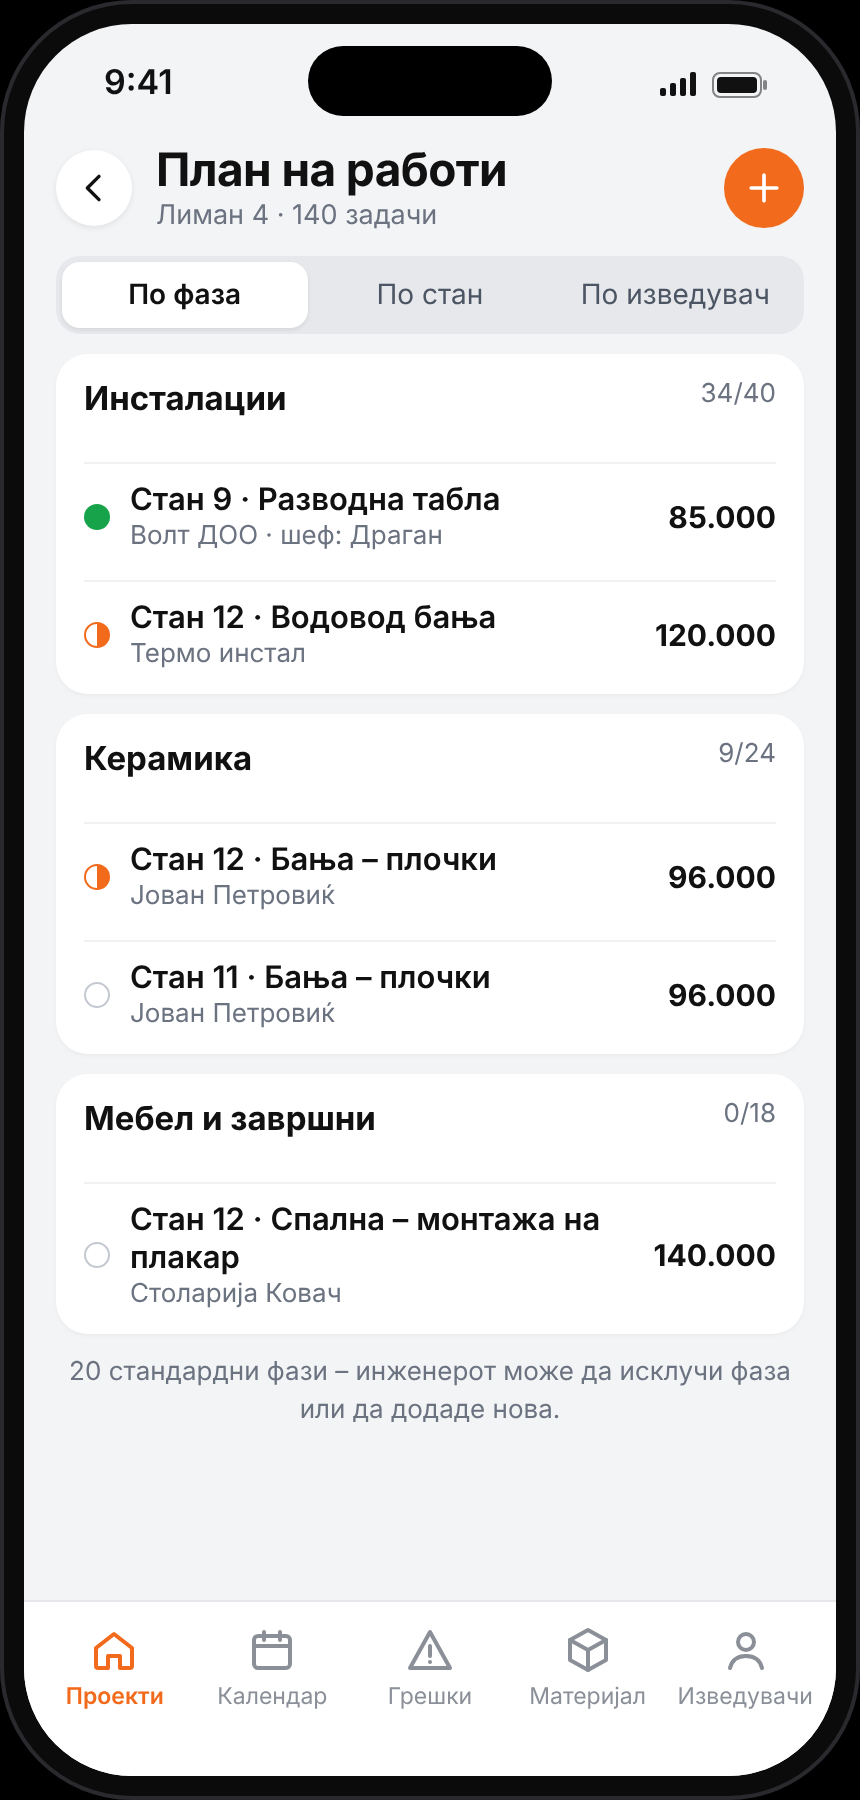 9:41
План на работи
Лиман 4 · 140 задачи
По фаза
По стан
По изведувач
Инсталации
34/40
Стан 9 · Разводна табла
Волт ДОО · шеф: Драган
85.000
Стан 12 · Водовод бања
Термо инстал
120.000
Керамика
9/24
Стан 12 · Бања – плочки
Јован Петровиќ
96.000
Стан 11 · Бања – плочки
Јован Петровиќ
96.000
Мебел и завршни
0/18
Стан 12 · Спална – монтажа на
плакар
Столарија Ковач
140.000
20 стандардни фази – инженерот може да исклучи фаза
или да додаде нова.
Проекти
Календар
Грешки
Материјал
Изведувачи